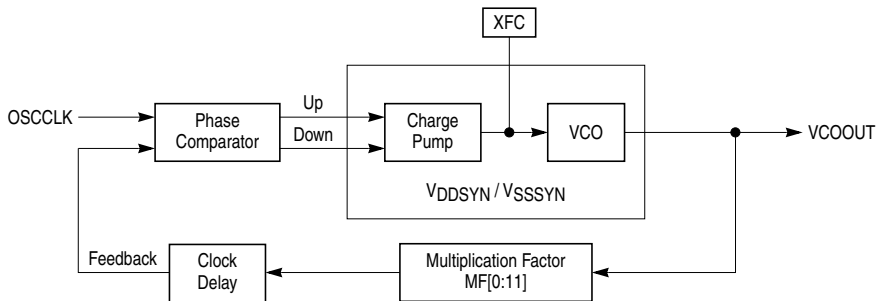 XFC
OSCCLK
Phase
Comparator
Up
Down
Charge
Pump
VCO
VCOOUT
VDDSYN / VSSSYN
Feedback
Clock
Delay
Multiplication Factor
MF[0:11]